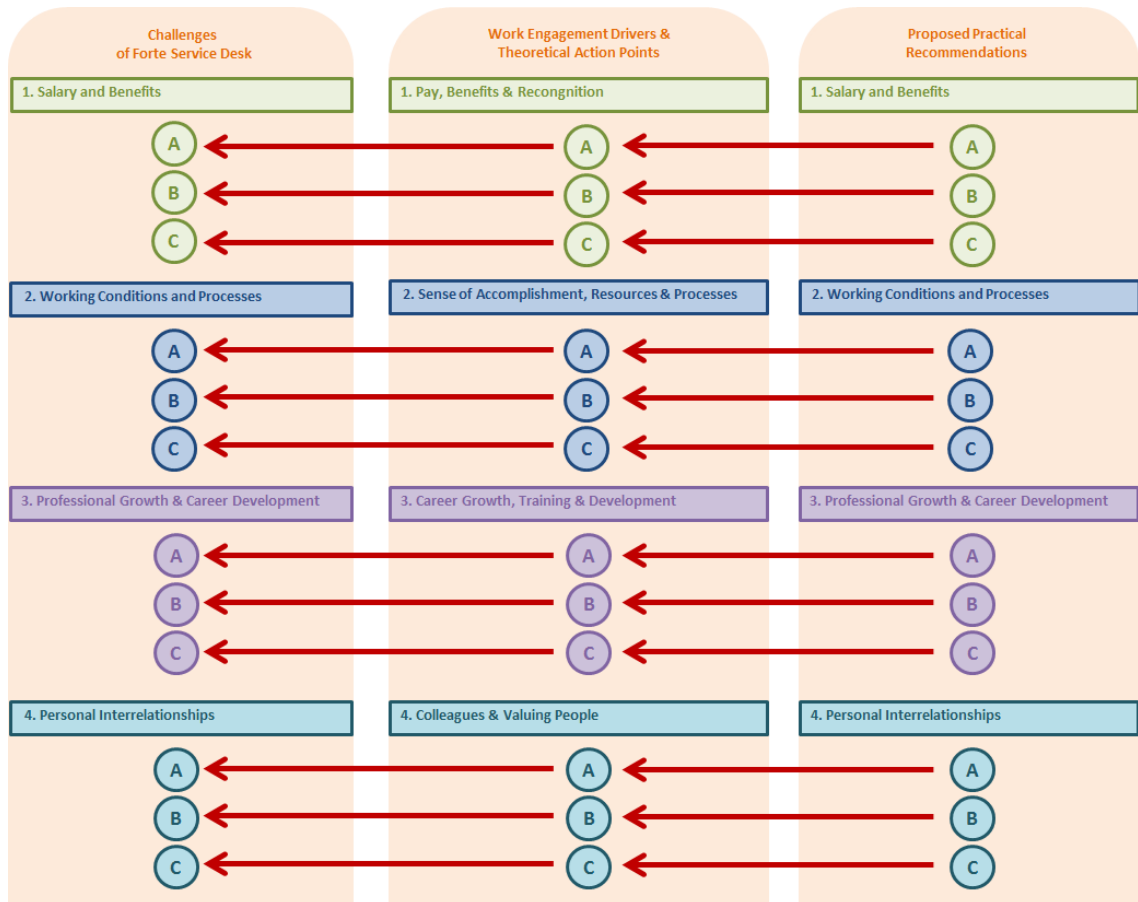 Challenges
of Forte Service Desk
Work Engagement Drivers &
Theoretical Action Points
Proposed Practical
Recommendations
1. Salary and Benefits
1. Pay, Benefits & Recongnition
1. Salary and Benefits
A
A
A
B
B
B
C
C
C
2. Working Conditions and Processes
2. Sense of Accomplishment, Resources & Processes
2. Working Conditions and Processes
A
A
A
B
B
B
C
C
C
3. Professional Growth & Career Development
3. Career Growth, Training & Development
3. Professional Growth & Career Development
A
A
A
B
B
B
C
C
C
4. Personal Interrelationships
4. Colleagues & Valuing People
4. Personal Interrelationships
A
A
A
B
B
B
C
C
C